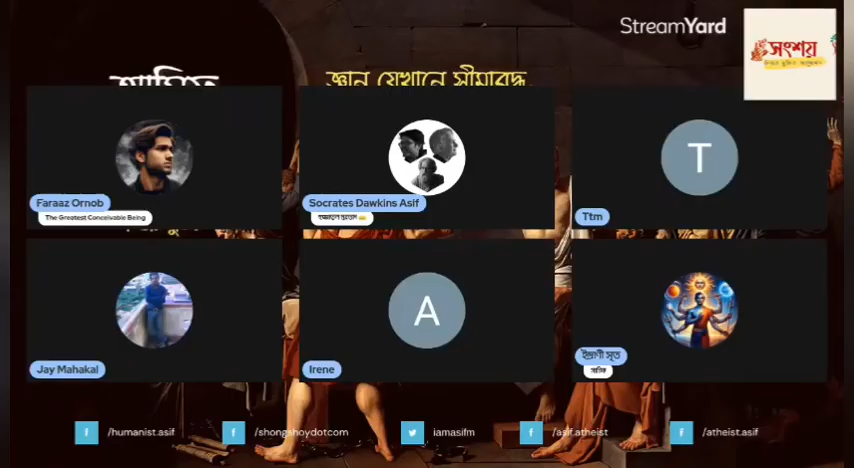 StreamYard
সংশয়
জ্ঞান যেখানে সীমাবদ্ধ,
Faraaz Ornob
The Greatest Conceivable Being
Socrates Dawkins Asif
Ttm
T
Jay Mahakal
Irene
A
/humanist.asif
/shongshoydotcom
iamasifm
/asif.atheist
/atheist.asif